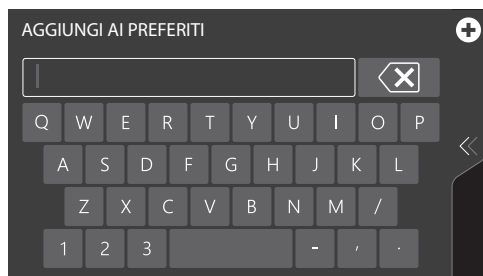 AGGIUNGI AI PREFERITI
Q W E R T Y U I O P
A S D F G H J K L
Z X C V B N M /
1 2 3 - , .